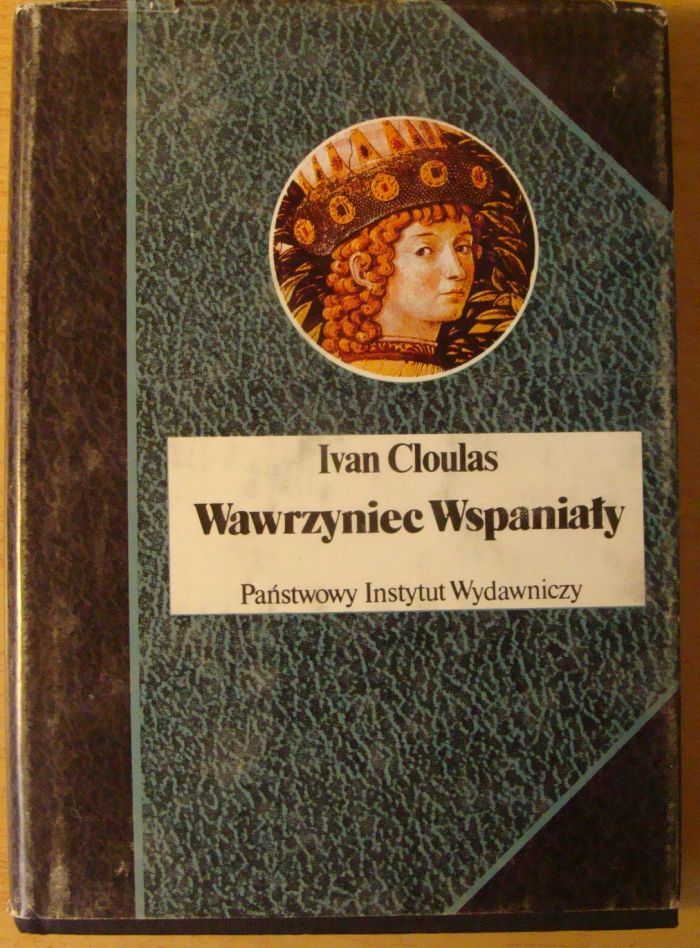 Ivan Cloulas
Wawrzyniec Wspaniały
Państwowy Instytut Wydawniczy